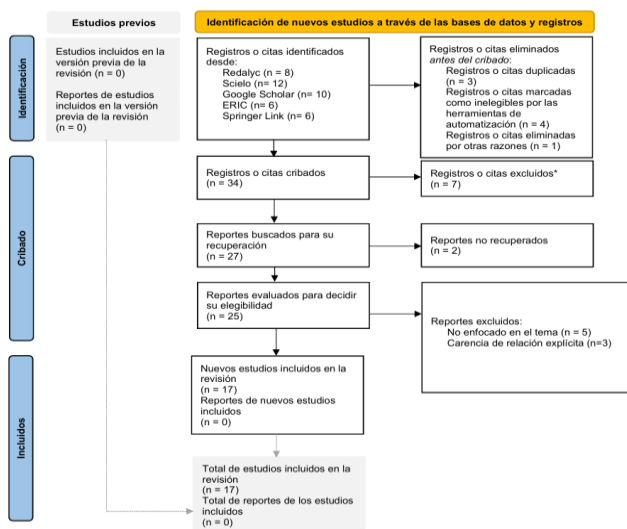 Estudios previos
Identificación de nuevos estudios a través de las bases de datos y registros
Identificación
Estudios incluidos en la
versión previa de la
revisión (n = 0)
Reportes de estudios
incluidos en la versión
previa de la revisión
(n = 0)
Registros o citas identificados
desde:
Redalyc (n = 8)
Scielo (n= 12)
Google Scholar (n= 10)
ERIC (n= 6)
Springer Link (n= 6)
Registros o citas eliminados
antes del cribado:
Registros o citas duplicadas
(n = 3)
Registros o citas marcadas
como inelegibles por las
herramientas de
automatización (n = 4)
Registros o citas eliminadas
por otras razones (n = 1)
Cribado
Registros o citas cribados
(n = 34)
Registros o citas excluidos*
(n = 7)
Reportes buscados para su
recuperación
(n = 27)
Reportes no recuperados
(n = 2)
Reportes evaluados para decidir
su elegibilidad
(n = 25)
Reportes excluidos:
No enfocado en el tema (n = 5)
Carencia de relación explícita (n=3)
Incluidos
Nuevos estudios incluidos en la
revisión
(n = 17)
Reportes de nuevos estudios
incluidos
(n = 0)
Total de estudios incluidos en la
revisión
(n = 17)
Total de reportes de los estudios
incluidos
(n = 0)